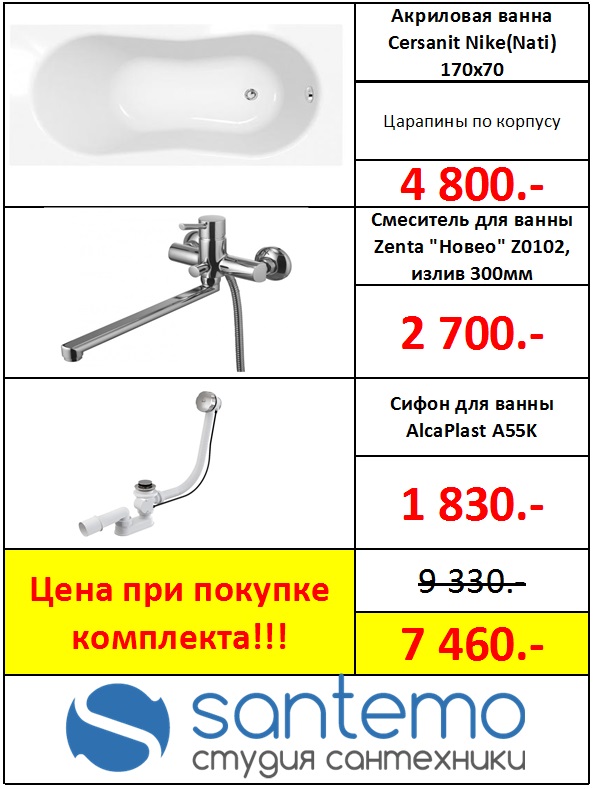 Акриловая ванна
Cersanit Nike(Nati)
170x70
Царапины по корпусу
4 800.-
Смеситель для ванны
Zenta "Новео" Z0102,
излив 300мм
2 700.-
Сифон для ванны
AlcaPlast A55K
1 830.-
Цена при покупке
комплекта!!!
9 330.-
7 460.-
santemo
студия сантехники